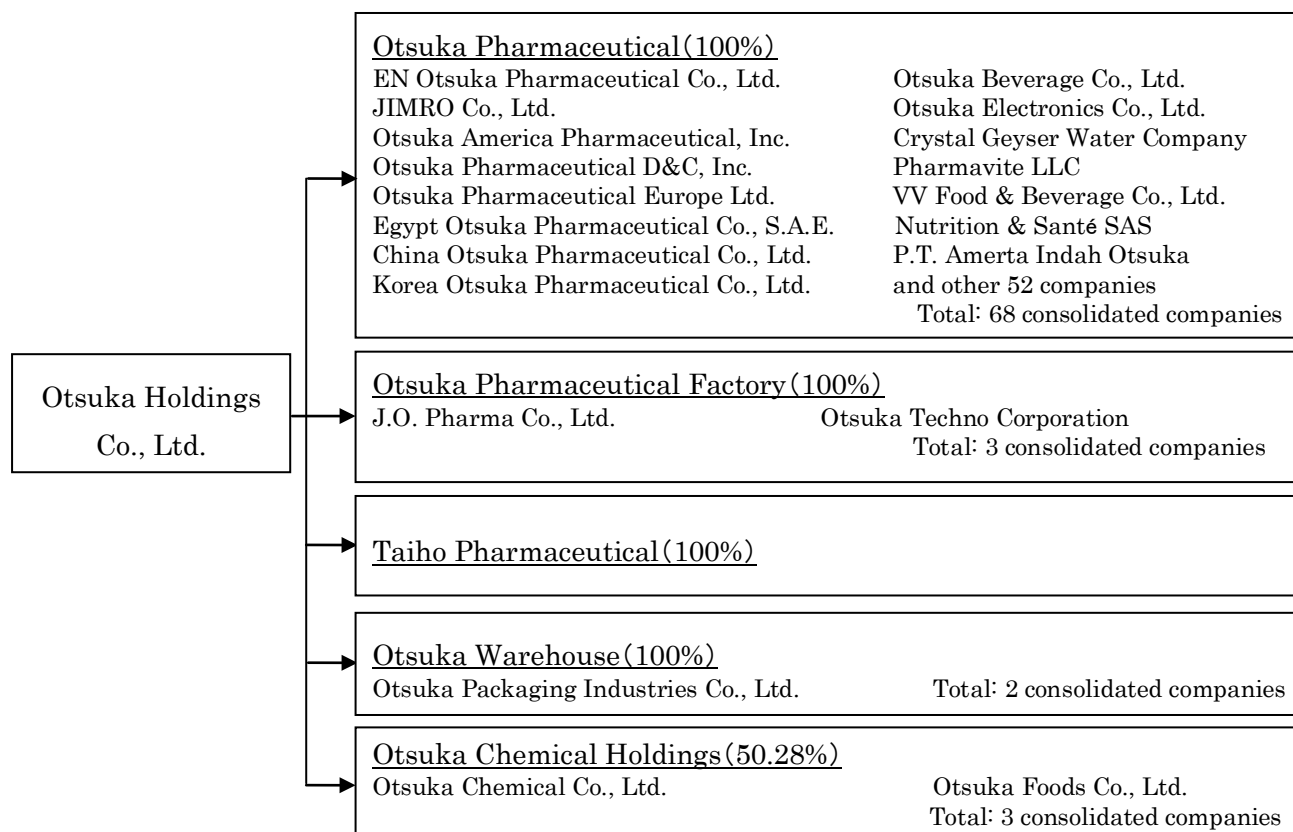 Otsuka Holdings
Co., Ltd.
Otsuka Pharmaceutical(100%)
EN Otsuka Pharmaceutical Co., Ltd. Otsuka Beverage Co., Ltd.
JIMRO Co., Ltd. Otsuka Electronics Co., Ltd.
Otsuka America Pharmaceutical, Inc. Crystal Geyser Water Company
Otsuka Pharmaceutical D&C, Inc. Pharmavite LLC
Otsuka Pharmaceutical Europe Ltd. VV Food & Beverage Co., Ltd.
Egypt Otsuka Pharmaceutical Co., S.A.E. Nutrition & Santé SAS
China Otsuka Pharmaceutical Co., Ltd. P.T. Amerta Indah Otsuka
Korea Otsuka Pharmaceutical Co., Ltd. and other 52 companies
Total: 68 consolidated companies
Otsuka Pharmaceutical Factory(100%)
J.O. Pharma Co., Ltd. Otsuka Techno Corporation
Total: 3 consolidated companies
Taiho Pharmaceutical(100%)
Otsuka Warehouse(100%)
Otsuka Packaging Industries Co., Ltd. Total: 2 consolidated companies
Otsuka Chemical Holdings(50.28%)
Otsuka Chemical Co., Ltd. Otsuka Foods Co., Ltd.
Total: 3 consolidated companies